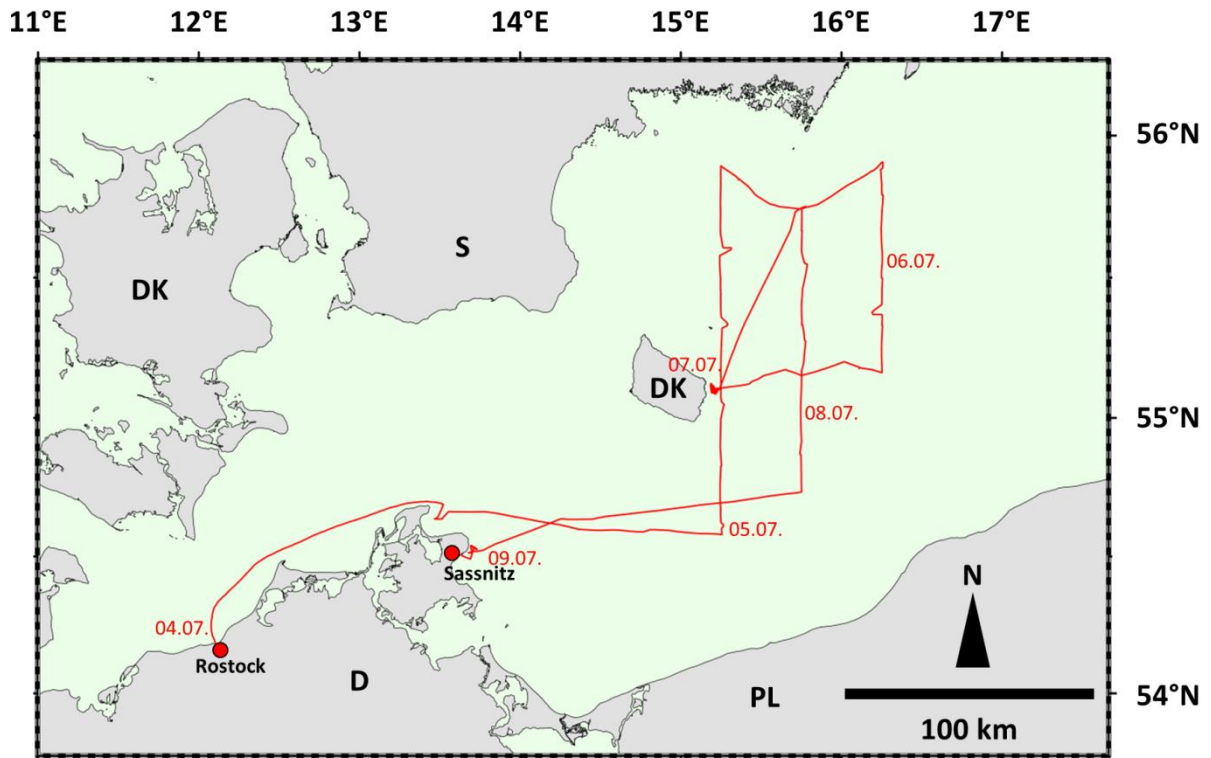 11°E 12°E 13°E 14°E 15°E 16°E 17°E
56°N
S
06.07.
DK
07.07.
DK
08.07.
55°N
05.07.
09.07.
Sassnitz
N
04.07.
Rostock
D
PL
54°N
100 km